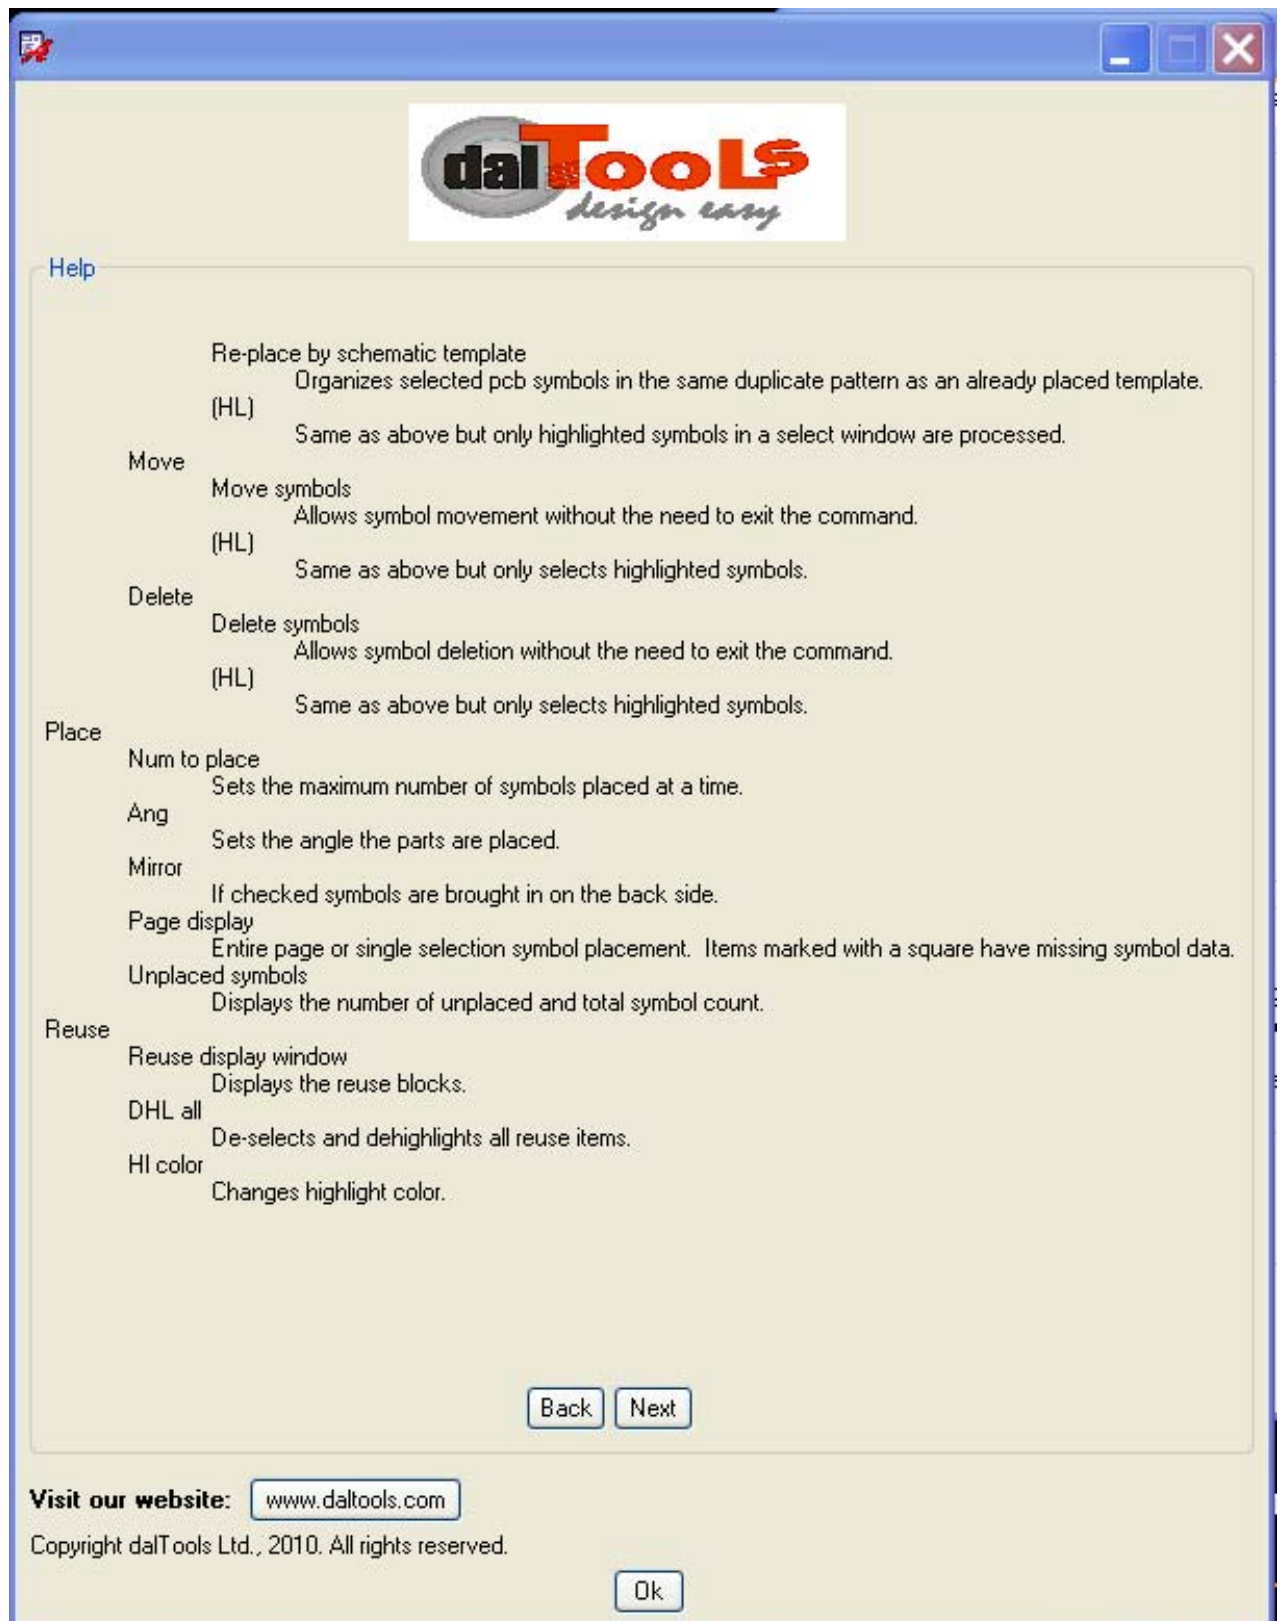 dalTooLS
design easy
Help
Re-place by schematic template
Organizes selected pcb symbols in the same duplicate pattern as an already placed template.
(HL)
Same as above but only highlighted symbols in a select window are processed.
Move
Move symbols
Allows symbol movement without the need to exit the command.
(HL)
Same as above but only selects highlighted symbols.
Delete
Delete symbols
Allows symbol deletion without the need to exit the command.
(HL)
Same as above but only selects highlighted symbols.
Place
Num to place
Sets the maximum number of symbols placed at a time.
Ang
Sets the angle the parts are placed.
Mirror
If checked symbols are brought in on the back side.
Page display
Entire page or single selection symbol placement.  Items marked with a square have missing symbol data.
Unplaced symbols
Displays the number of unplaced and total symbol count.
Reuse
Reuse display window
Displays the reuse blocks.
DHL all
De-selects and dehighlights all reuse items.
HI color
Changes highlight color.
Back Next
Visit our website: www.daltools.com
Copyright dalTools Ltd., 2010. All rights reserved.
Ok